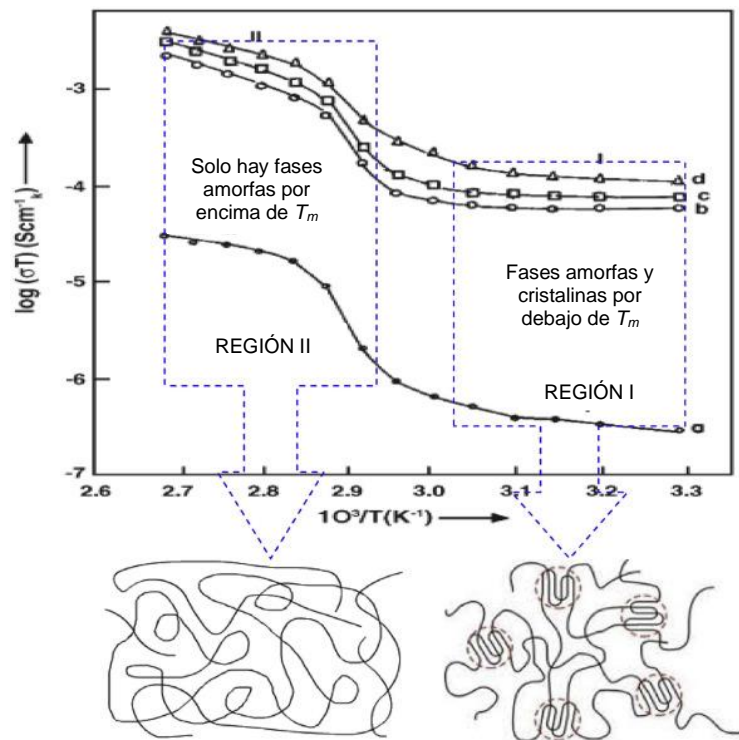 II
-3
I
d
-4
c
b
Solo hay fases
amorfas por
encima de Tm
log (σT) (Scm⁻¹k)
-5
Fases amorfas y
cristalinas por
debajo de Tm
REGIÓN II
REGIÓN I
-6
a
-7
2.6 2.7 2.8 2.9 3.0 3.1 3.2 3.3
10³/T(K⁻¹)